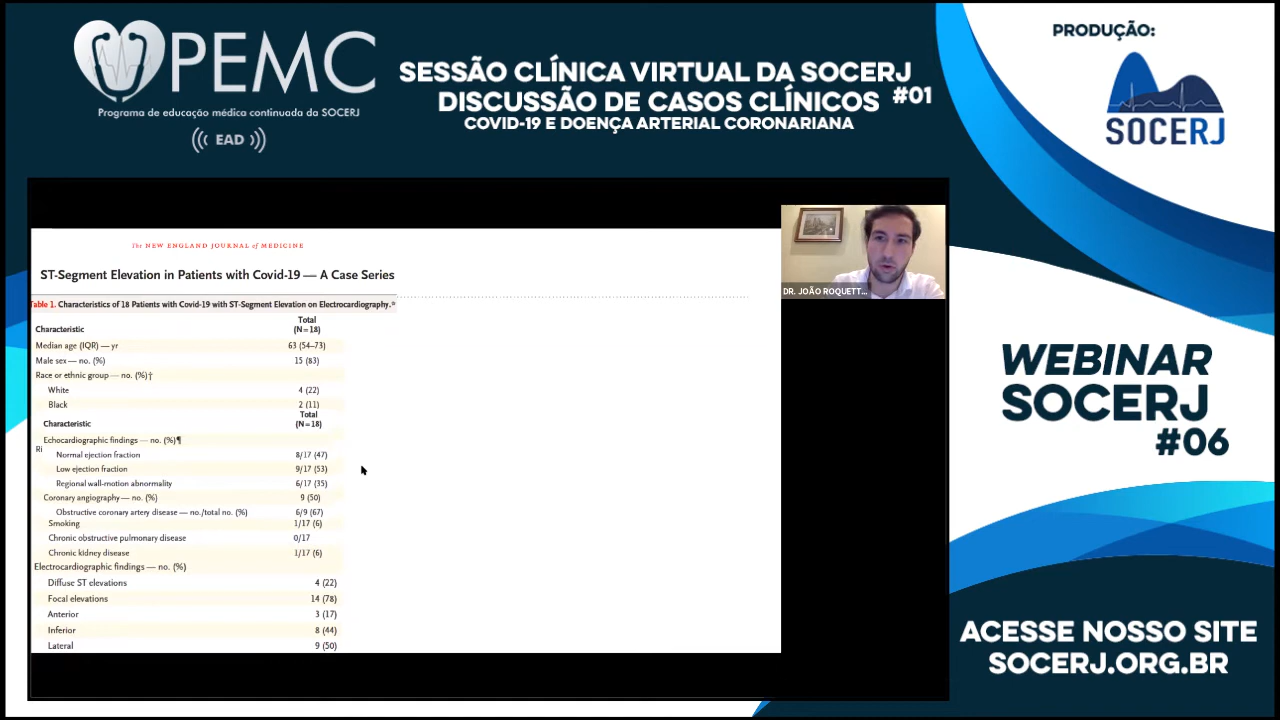 PEMC
Programa de educação médica continuada da SOCERJ
((( EAD )))
SESSÃO CLÍNICA VIRTUAL DA SOCERJ
DISCUSSÃO DE CASOS CLÍNICOS #01
COVID-19 E DOENÇA ARTERIAL CORONARIANA
PRODUÇÃO:
SOCERJ
The NEW ENGLAND JOURNAL of MEDICINE
ST-Segment Elevation in Patients with Covid-19 — A Case Series
Table 1. Characteristics of 18 Patients with Covid-19 with ST-Segment Elevation on Electrocardiography.*
Characteristic Total (N=18)
Median age (IQR) — yr 63 (54–73)
Male sex — no. (%) 15 (83)
Race or ethnic group — no. (%)†
White 4 (22)
Black 2 (11)
Characteristic Total (N=18)
Echocardiographic findings — no. (%)¶
Ri
Normal ejection fraction 8/17 (47)
Low ejection fraction 9/17 (53)
Regional wall-motion abnormality 6/17 (35)
Coronary angiography — no. (%) 9 (50)
Obstructive coronary artery disease — no./total no. (%) 6/9 (67)
Smoking 1/17 (6)
Chronic obstructive pulmonary disease 0/17
Chronic kidney disease 1/17 (6)
Electrocardiographic findings — no. (%)
Diffuse ST elevations 4 (22)
Focal elevations 14 (78)
Anterior 3 (17)
Inferior 8 (44)
Lateral 9 (50)
DR. JOÃO ROQUETT...
WEBINAR
SOCERJ
#06
ACESSE NOSSO SITE
SOCERJ.ORG.BR